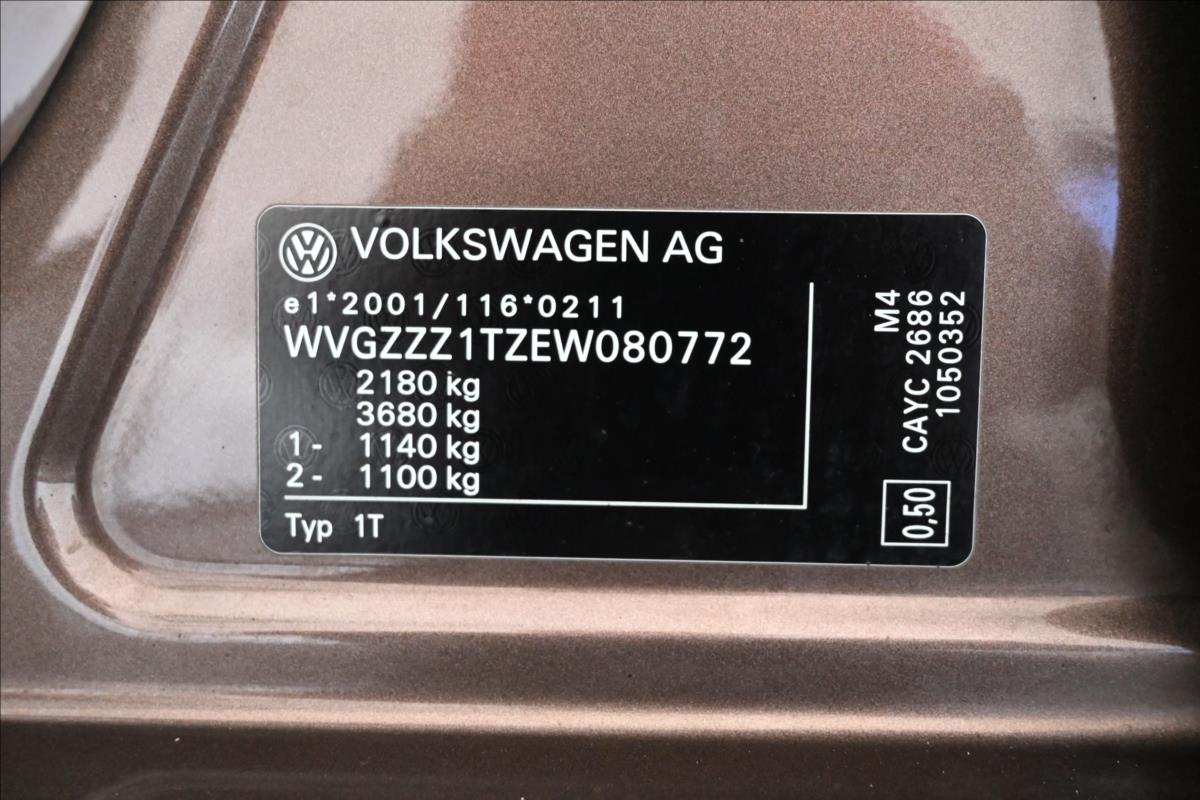 VOLKSWAGEN AG
e1*2001/116*0211
WVGZZZ1TZEW080772
2180 kg
3680 kg
1- 1140 kg
2- 1100 kg
Typ 1T
M4
CAYC 2686
1050352
0,50